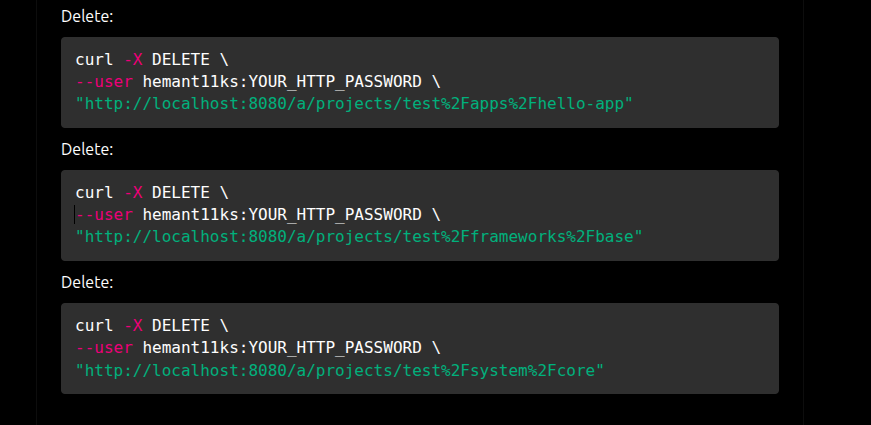 Delete:
curl -X DELETE \
--user hemant11ks:YOUR_HTTP_PASSWORD \
"http://localhost:8080/a/projects/test%2Fapps%2Fhello-app"
Delete:
curl -X DELETE \
--user hemant11ks:YOUR_HTTP_PASSWORD \
"http://localhost:8080/a/projects/test%2Fframeworks%2Fbase"
Delete:
curl -X DELETE \
--user hemant11ks:YOUR_HTTP_PASSWORD \
"http://localhost:8080/a/projects/test%2Fsystem%2Fcore"